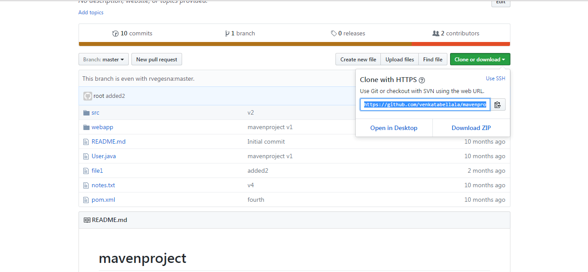 No description, website, or topics provided.
Edit
Add topics
10 commits
1 branch
0 releases
2 contributors
Branch: master
New pull request
Create new file
Upload files
Find file
Clone or download
This branch is even with rvegesna:master.
Clone with HTTPS
Use SSH
Use Git or checkout with SVN using the web URL.
https://github.com/venkatabellala/mavenpro
Open in Desktop
Download ZIP
root added2
src v2
webapp mavenproject v1
README.md Initial commit 10 months ago
User.java mavenproject v1 10 months ago
file1 added2 2 months ago
notes.txt v4 10 months ago
pom.xml fourth 10 months ago
README.md
mavenproject